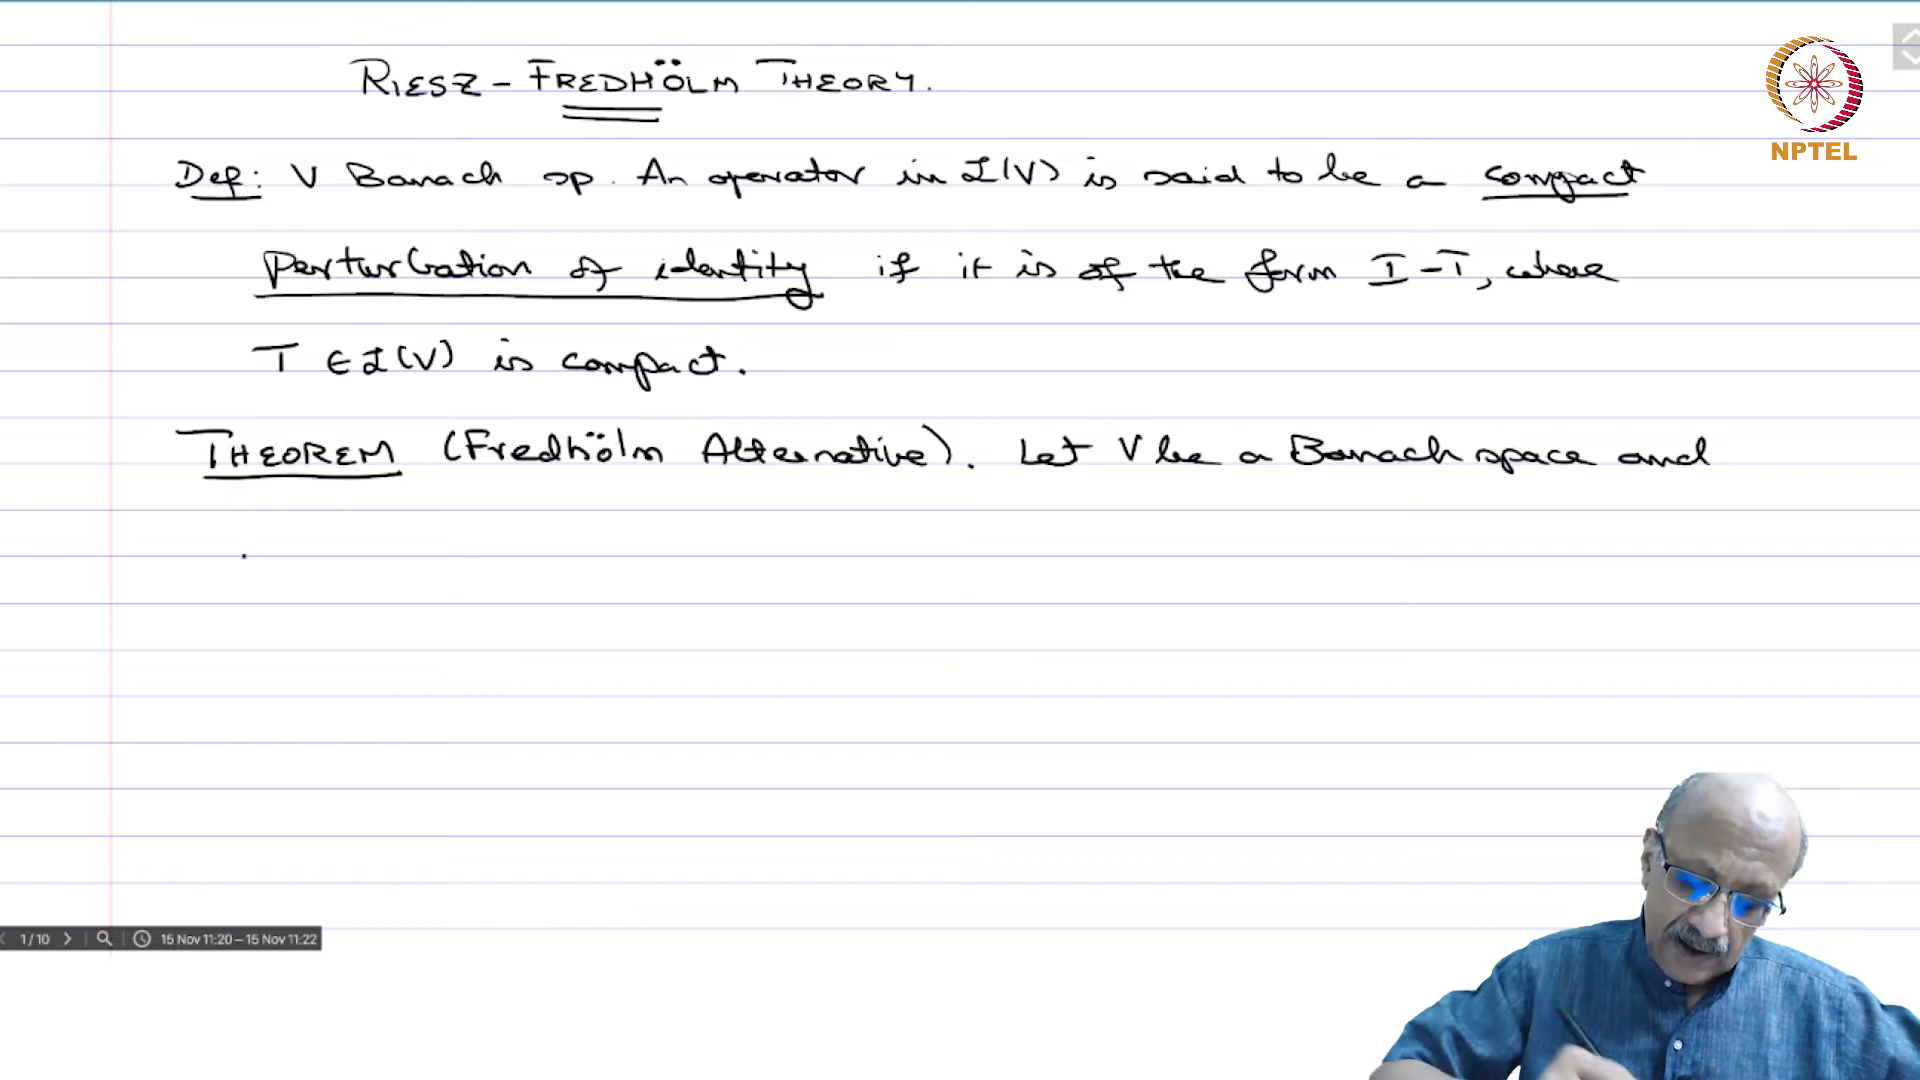 RIESZ - FREDHÖLM THEORY.
NPTEL
Def: V Banach sp. An operator in ℒ(V) is said to be a compact
perturbation of identity if it is of the form I - T, where
T ∈ ℒ(V) is compact.
THEOREM (Fredhölm Alternative). Let V be a Banach space and
1/10 15 Nov 11:20 – 15 Nov 11:22